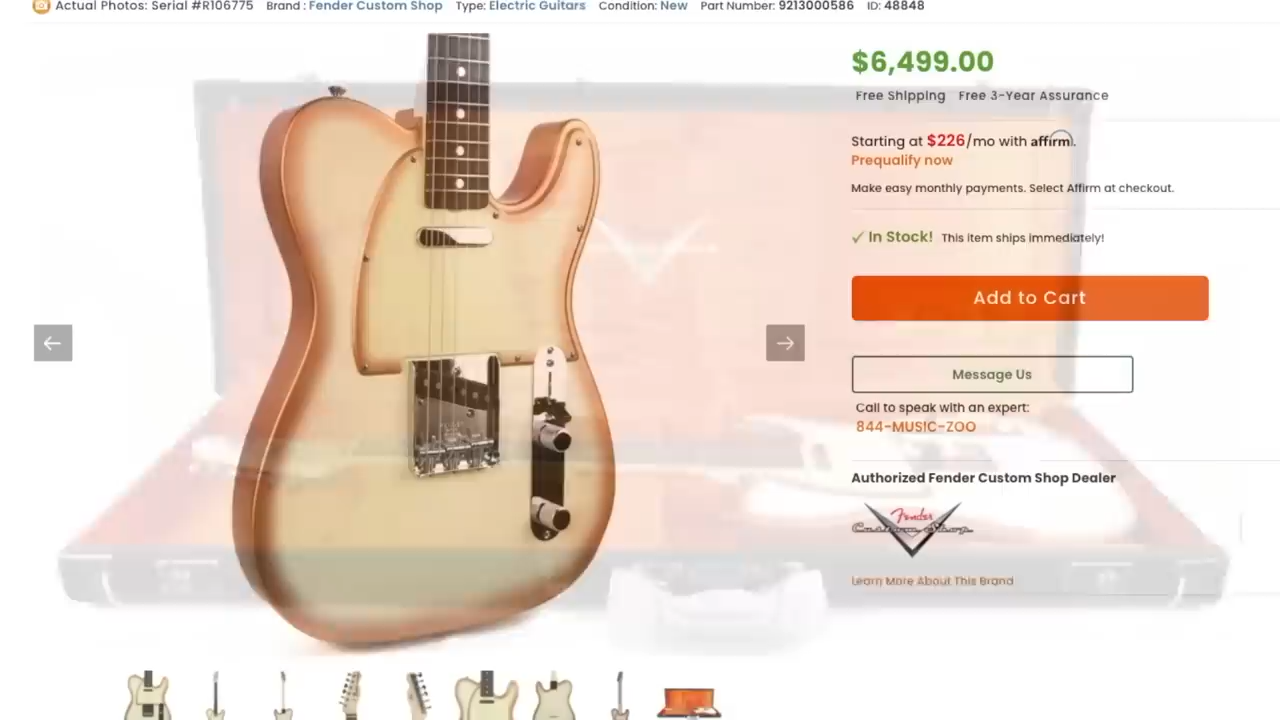 Actual Photos: Serial #R106775 Brand : Fender Custom Shop Type: Electric Guitars Condition: New Part Number: 9213000586 ID: 48848
$6,499.00
Free Shipping Free 3-Year Assurance
Starting at $226/mo with affirm.
Prequalify now
Make easy monthly payments. Select Affirm at checkout.
✓ In Stock! This item ships immediately!
Add to Cart
Message Us
Call to speak with an expert:
844-MUSIC-ZOO
Authorized Fender Custom Shop Dealer
Fender
Custom Shop
Learn More About This Brand